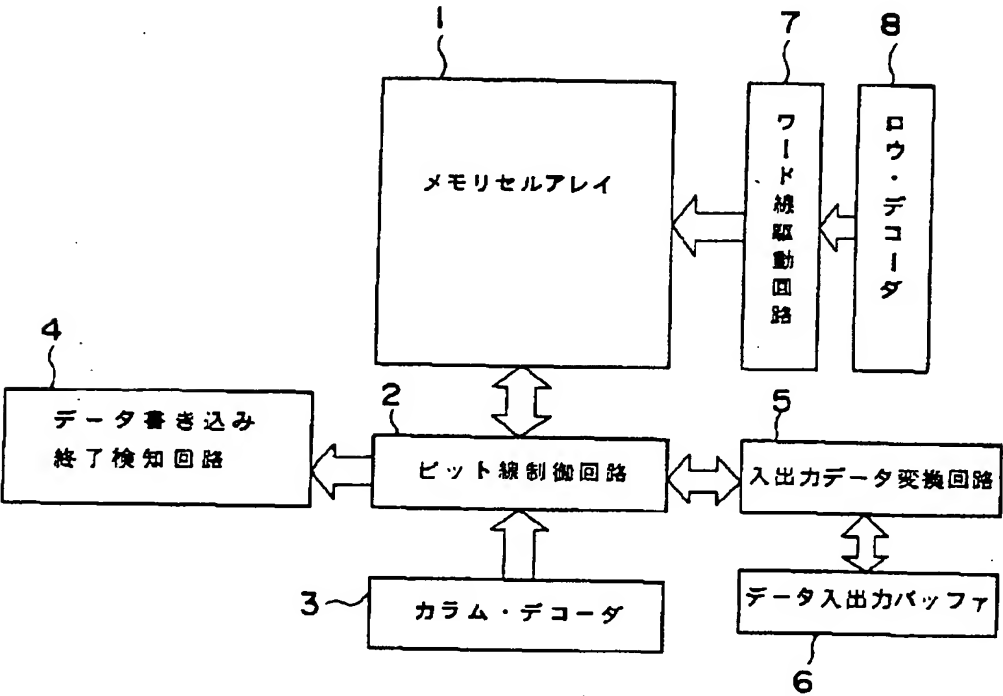 1
7
8
メモリセルアレイ
ワード線駆動回路
ロウ・デコーダ
4
データ書き込み
終了検知回路
2
ビット線制御回路
5
入出力データ変換回路
3
カラム・デコーダ
データ入出力バッファ
6